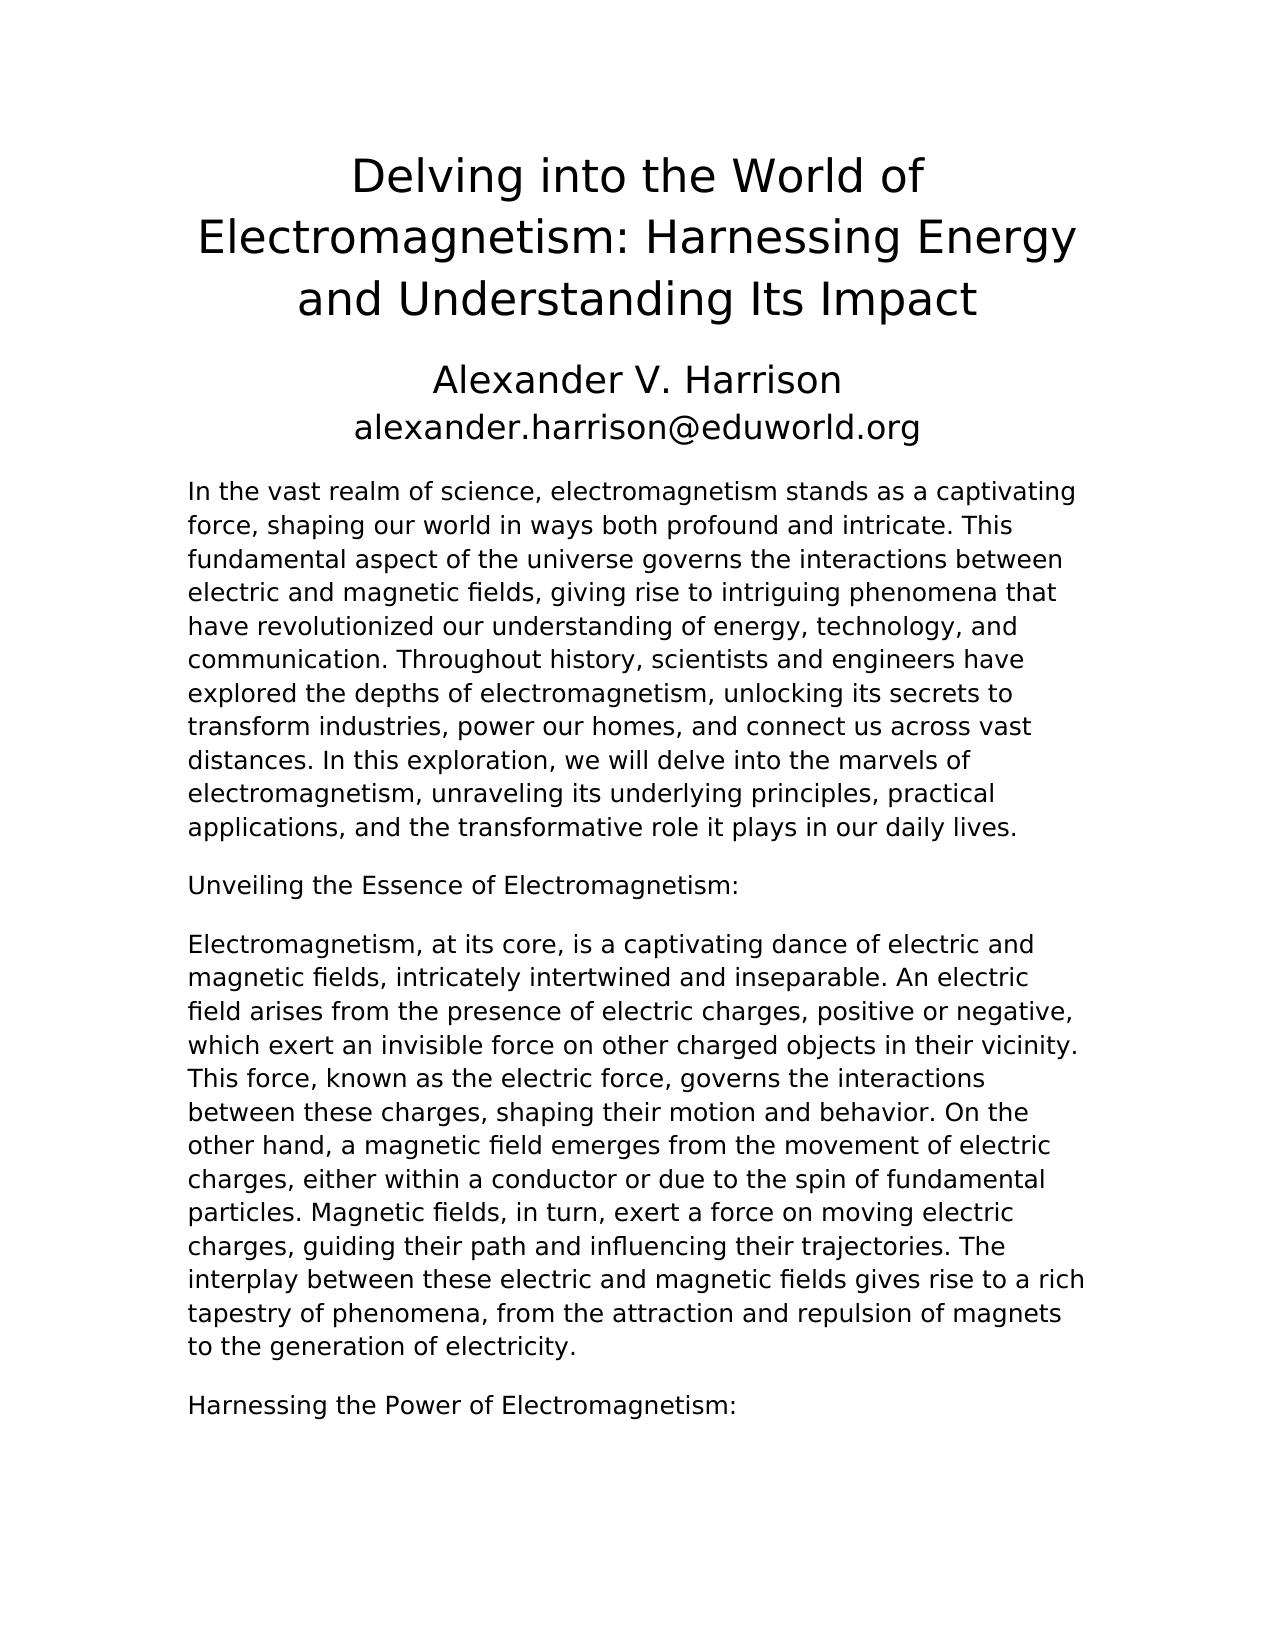 Delving into the World of
Electromagnetism: Harnessing Energy
and Understanding Its Impact
Alexander V. Harrison
alexander.harrison@eduworld.org
In the vast realm of science, electromagnetism stands as a captivating
force, shaping our world in ways both profound and intricate. This
fundamental aspect of the universe governs the interactions between
electric and magnetic fields, giving rise to intriguing phenomena that
have revolutionized our understanding of energy, technology, and
communication. Throughout history, scientists and engineers have
explored the depths of electromagnetism, unlocking its secrets to
transform industries, power our homes, and connect us across vast
distances. In this exploration, we will delve into the marvels of
electromagnetism, unraveling its underlying principles, practical
applications, and the transformative role it plays in our daily lives.
Unveiling the Essence of Electromagnetism:
Electromagnetism, at its core, is a captivating dance of electric and
magnetic fields, intricately intertwined and inseparable. An electric
field arises from the presence of electric charges, positive or negative,
which exert an invisible force on other charged objects in their vicinity.
This force, known as the electric force, governs the interactions
between these charges, shaping their motion and behavior. On the
other hand, a magnetic field emerges from the movement of electric
charges, either within a conductor or due to the spin of fundamental
particles. Magnetic fields, in turn, exert a force on moving electric
charges, guiding their path and influencing their trajectories. The
interplay between these electric and magnetic fields gives rise to a rich
tapestry of phenomena, from the attraction and repulsion of magnets
to the generation of electricity.
Harnessing the Power of Electromagnetism: